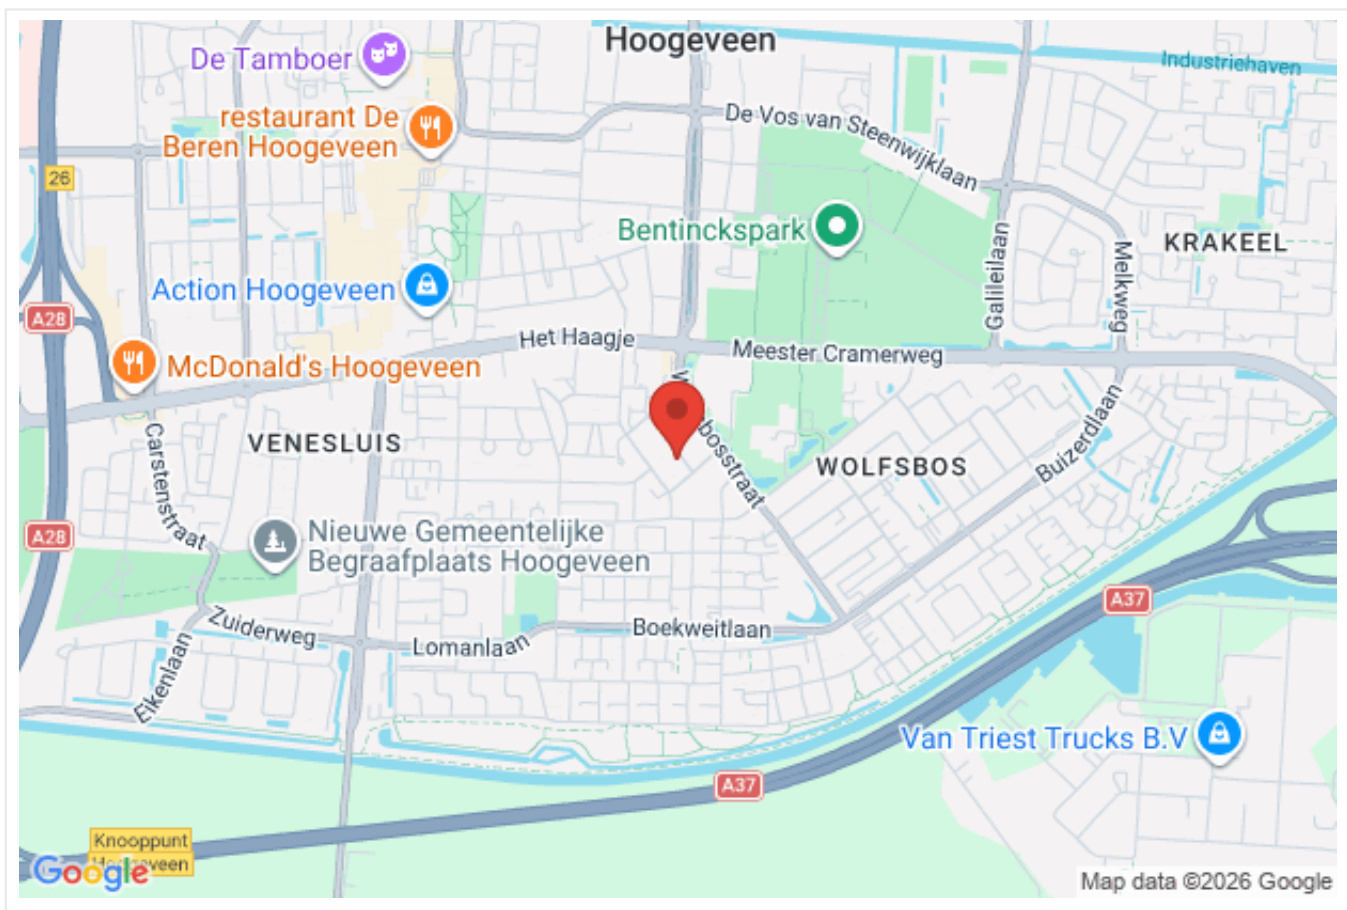 Hoogeveen
De Tamboer
Industriehaven
restaurant De
Beren Hoogeveen
De Vos van Steenwijklaan
26
Bentinckspark
KRAKEEL
Galileilaan
Melkweg
Action Hoogeveen
A28
Het Haagje
Meester Cramerweg
McDonald's Hoogeveen
VENESLUIS
Carstenstraat
WOLFSBOS
Buizerdlaan
A28
Nieuwe Gemeentelijke
Begraafplaats Hoogeveen
A37
Zuiderweg
Lomanlaan
Boekweitlaan
Eikenlaan
Van Triest Trucks B.V
A37
Knooppunt
Google
Map data ©2026 Google